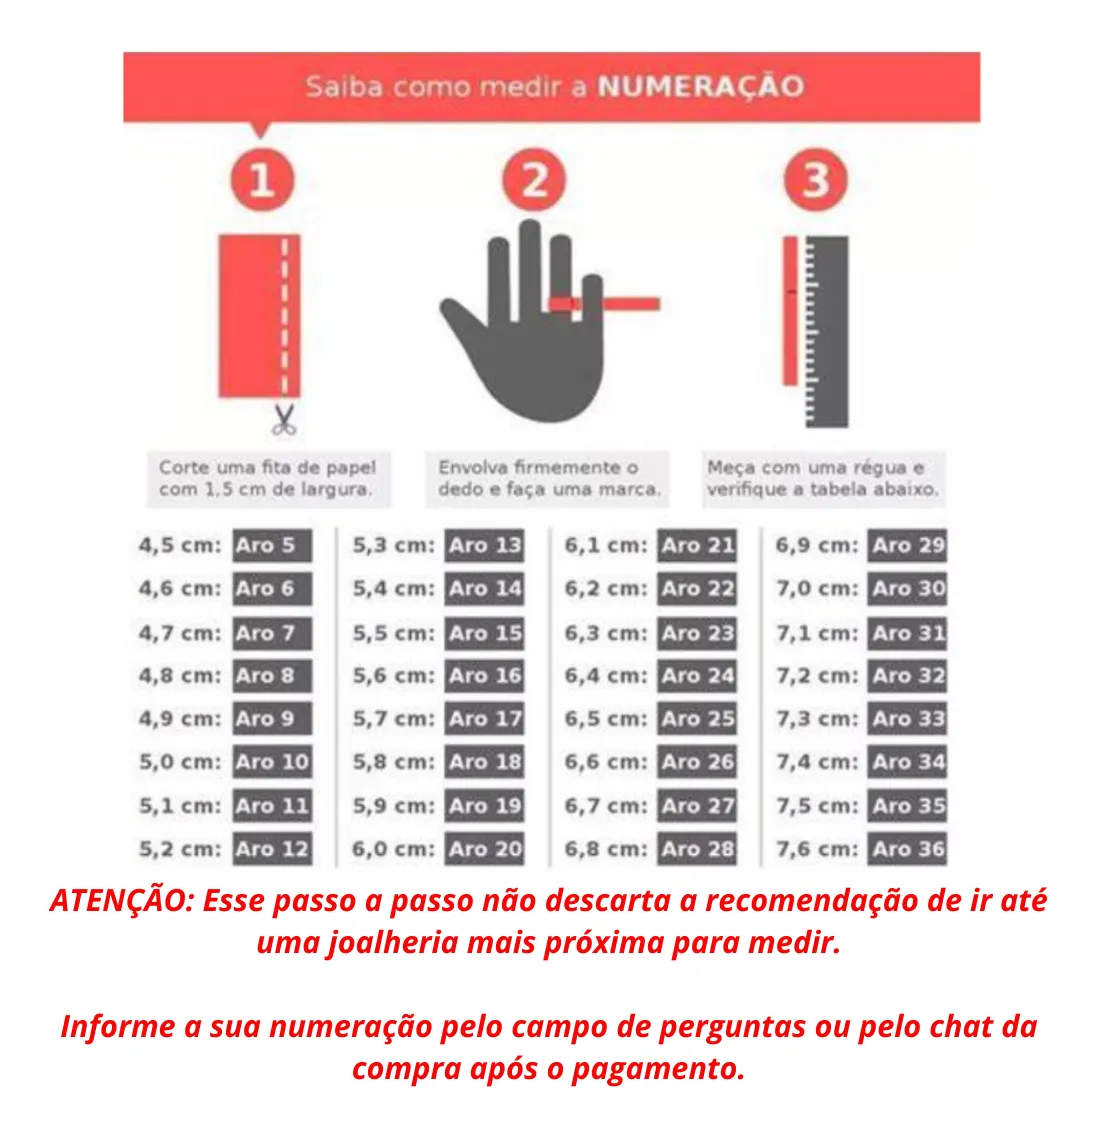 Saiba como medir a NUMERAÇÃO
1
2
3
Corte uma fita de papel
com 1,5 cm de largura.
Envolva firmemente o
dedo e faça uma marca.
Meça com uma régua e
verifique a tabela abaixo.
4,5 cm: Aro 5
4,6 cm: Aro 6
4,7 cm: Aro 7
4,8 cm: Aro 8
4,9 cm: Aro 9
5,0 cm: Aro 10
5,1 cm: Aro 11
5,2 cm: Aro 12
5,3 cm: Aro 13
5,4 cm: Aro 14
5,5 cm: Aro 15
5,6 cm: Aro 16
5,7 cm: Aro 17
5,8 cm: Aro 18
5,9 cm: Aro 19
6,0 cm: Aro 20
6,1 cm: Aro 21
6,2 cm: Aro 22
6,3 cm: Aro 23
6,4 cm: Aro 24
6,5 cm: Aro 25
6,6 cm: Aro 26
6,7 cm: Aro 27
6,8 cm: Aro 28
6,9 cm: Aro 29
7,0 cm: Aro 30
7,1 cm: Aro 31
7,2 cm: Aro 32
7,3 cm: Aro 33
7,4 cm: Aro 34
7,5 cm: Aro 35
7,6 cm: Aro 36
ATENÇÃO: Esse passo a passo não descarta a recomendação de ir até
uma joalheria mais próxima para medir.
Informe a sua numeração pelo campo de perguntas ou pelo chat da
compra após o pagamento.